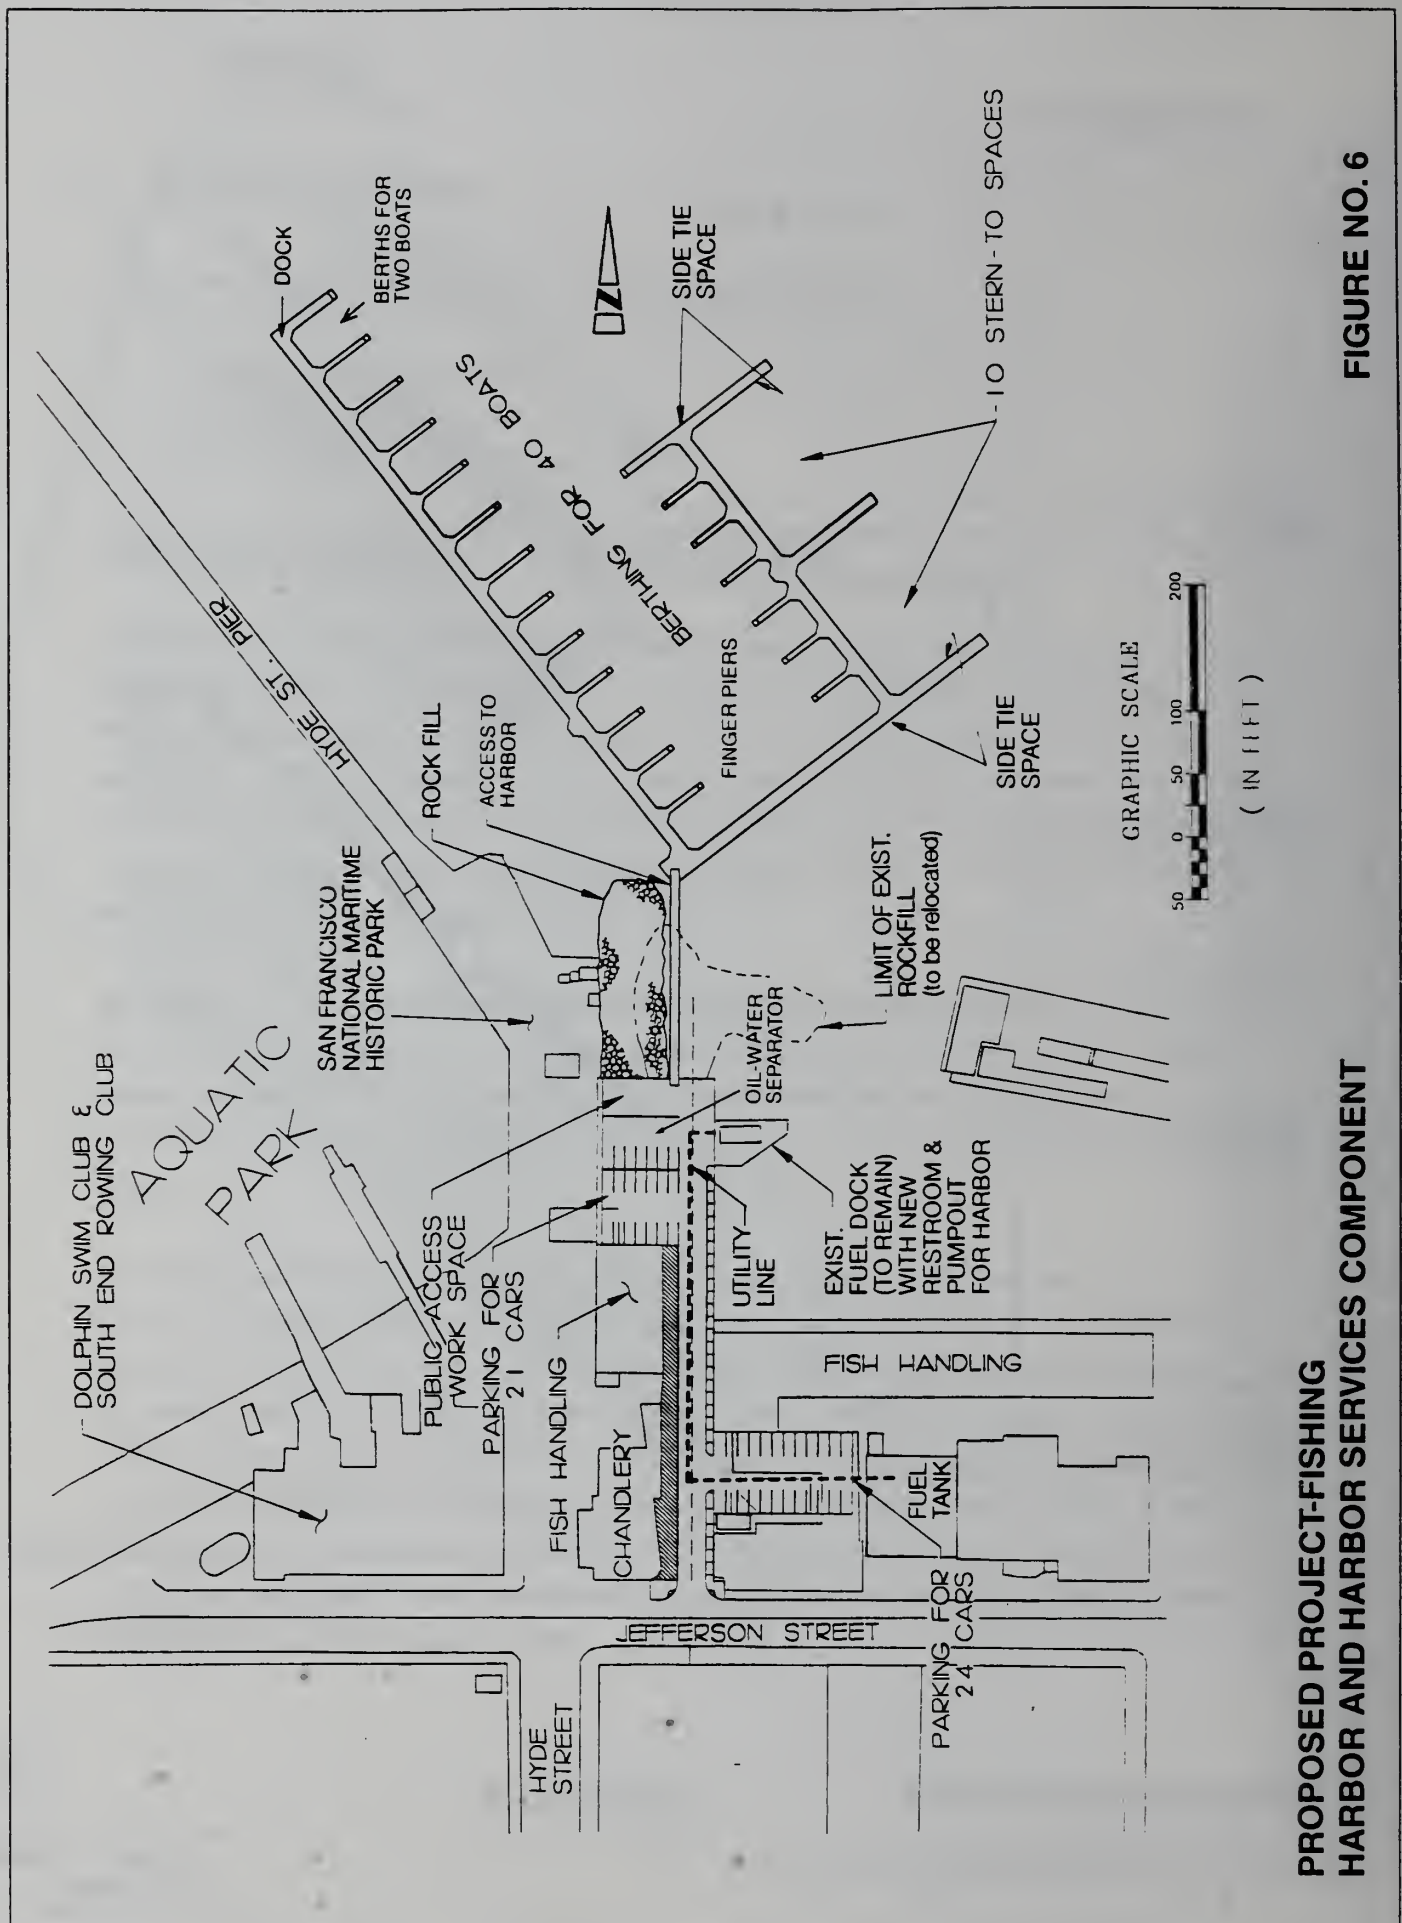 DOLPHIN SWIM CLUB &
SOUTH END ROWING CLUB
AQUATIC
PARK
SAN FRANCISCO
NATIONAL MARITIME
HISTORIC PARK
HYDE ST. PIER
DOCK
BERTHS FOR
TWO BOATS
N
ROCK FILL
ACCESS TO
HARBOR
BERTHING FOR 40 BOATS
SIDE TIE
SPACE
FINGER PIERS
10 STERN-TO SPACES
SIDE TIE
SPACE
PUBLIC ACCESS
WORK SPACE
PARKING FOR
21 CARS
FISH HANDLING
CHANDLERY
OIL-WATER
SEPARATOR
LIMIT OF EXIST.
ROCKFILL
(to be relocated)
UTILITY
LINE
EXIST.
FUEL DOCK
(TO REMAIN)
WITH NEW
RESTROOM &
PUMPOUT
FOR HARBOR
FISH HANDLING
FUEL
TANK
PARKING FOR
24 CARS
JEFFERSON STREET
HYDE
STREET
GRAPHIC SCALE
50 0 50 100 200
( IN FEET )
PROPOSED PROJECT-FISHING
HARBOR AND HARBOR SERVICES COMPONENT
FIGURE NO. 6